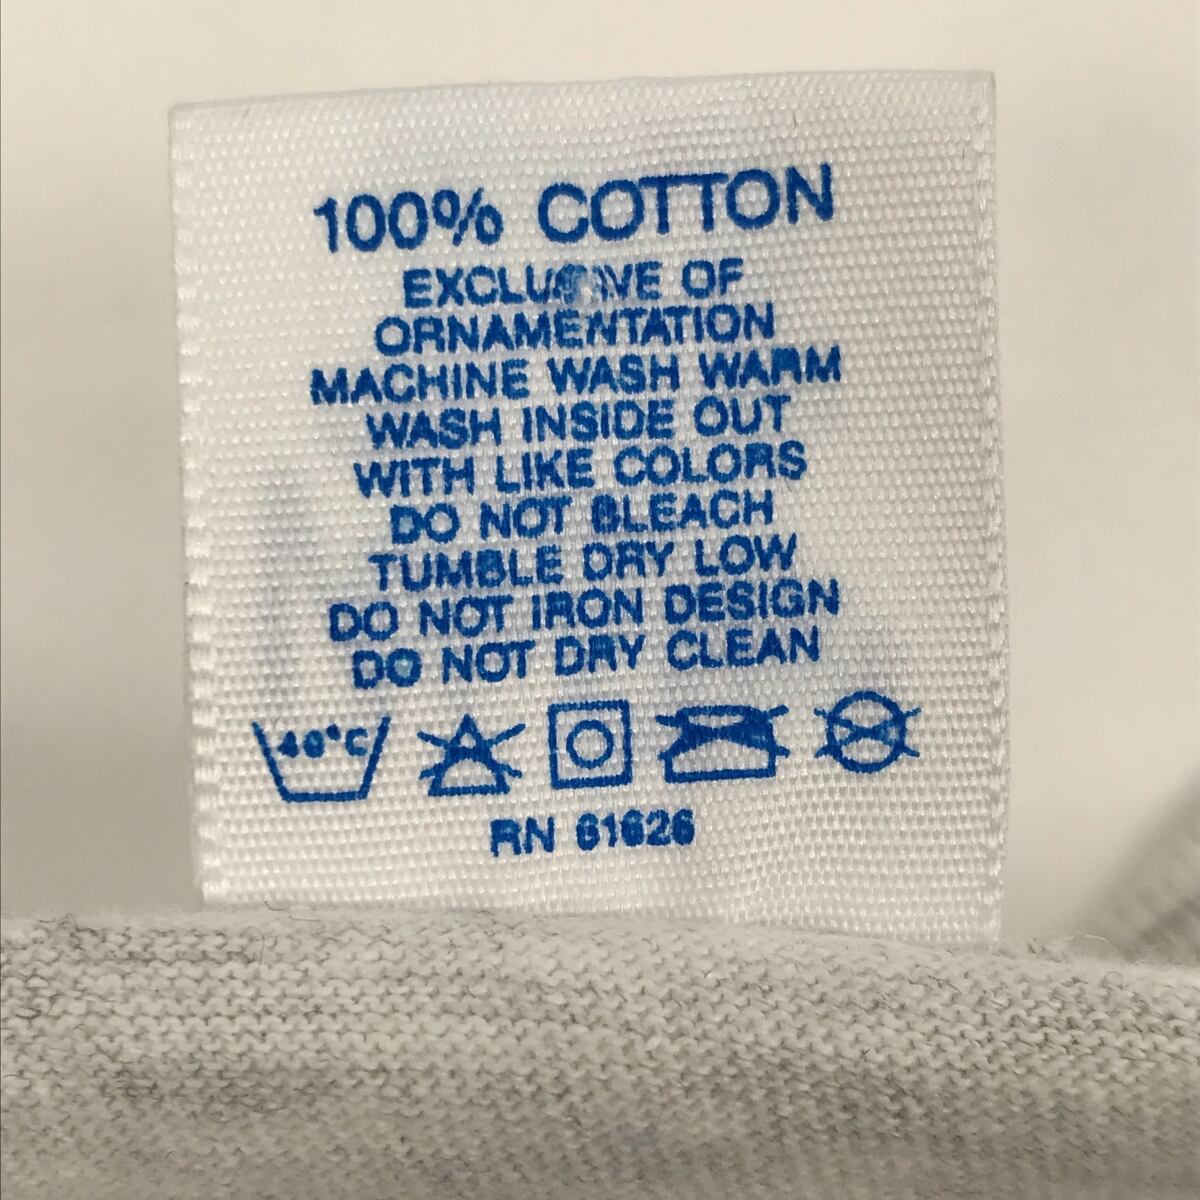 100% COTTON
EXCLUSIVE OF
ORNAMENTATION
MACHINE WASH WARM
WASH INSIDE OUT
WITH LIKE COLORS
DO NOT BLEACH
TUMBLE DRY LOW
DO NOT IRON DESIGN
DO NOT DRY CLEAN
40°C
RN 61626